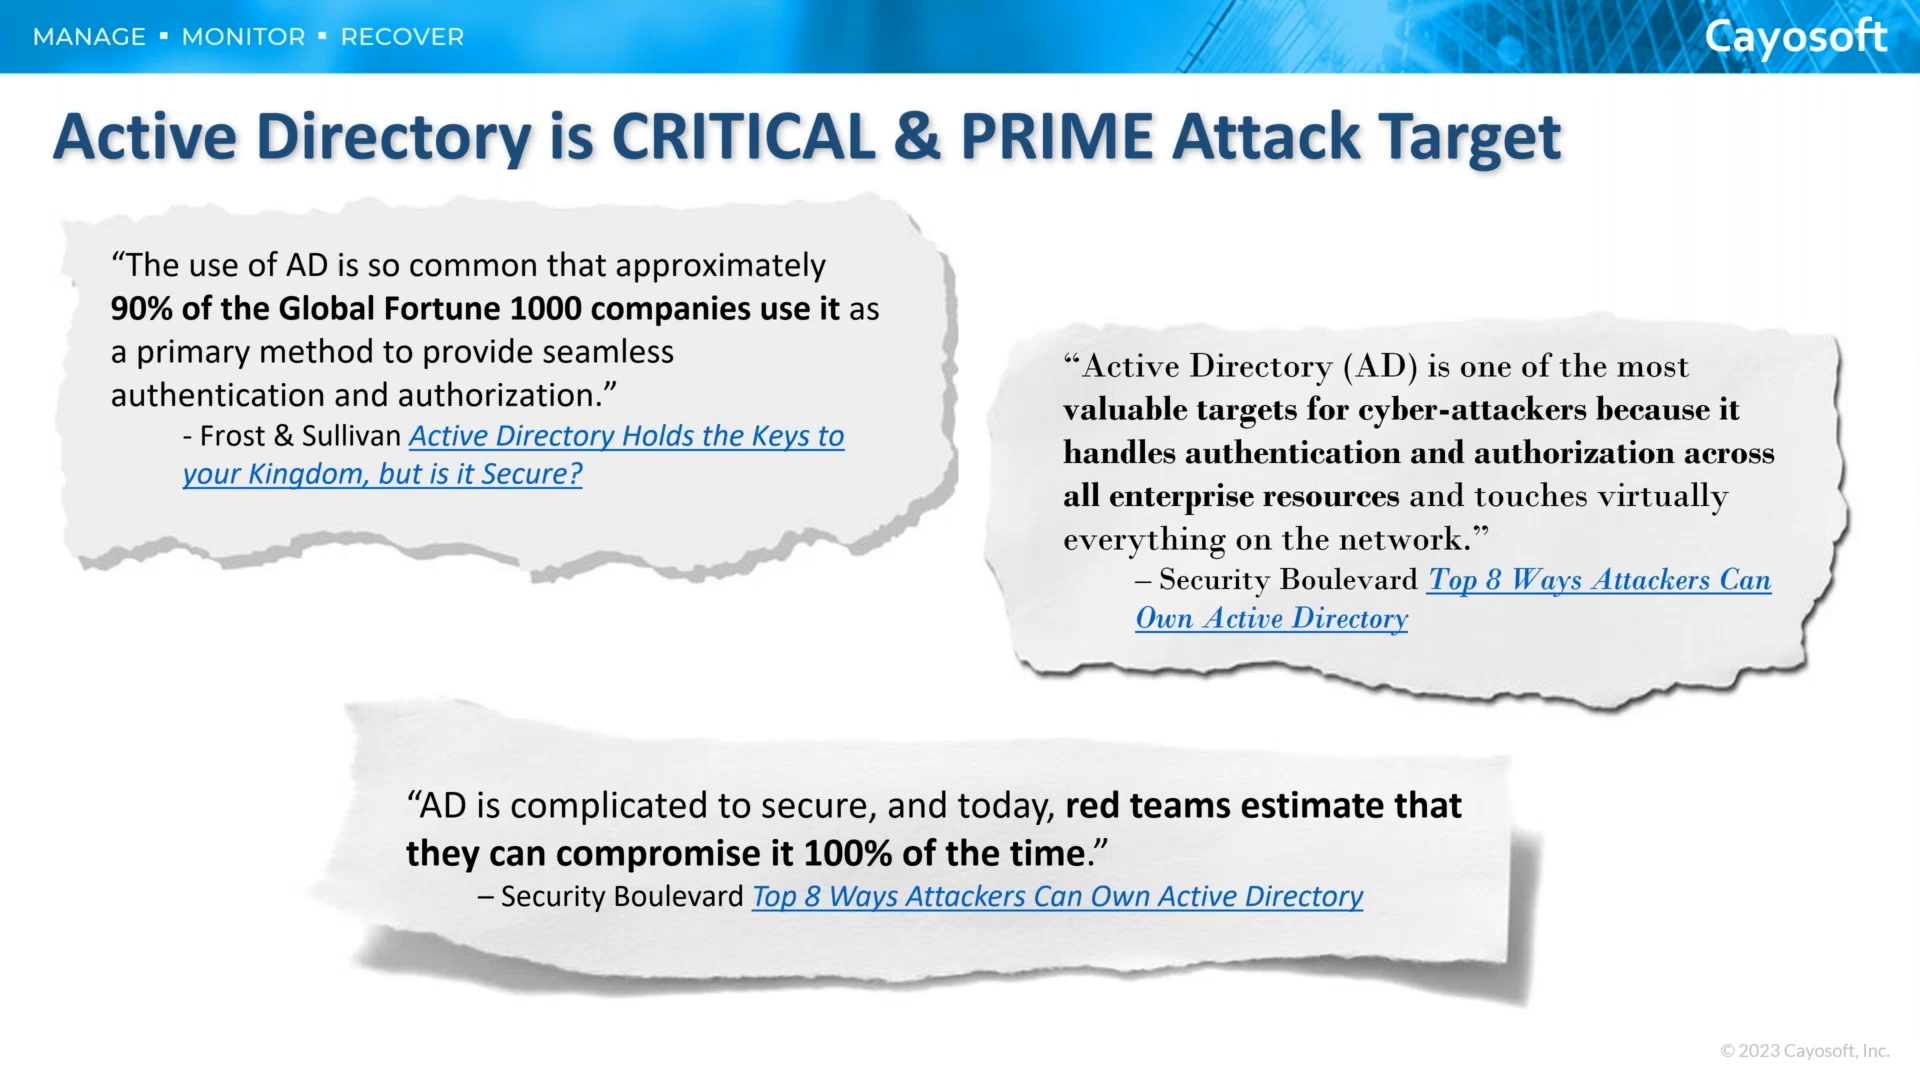 MANAGE ▪ MONITOR ▪ RECOVER
Cayosoft
Active Directory is CRITICAL & PRIME Attack Target
“The use of AD is so common that approximately
90% of the Global Fortune 1000 companies use it as
a primary method to provide seamless
authentication and authorization.”
- Frost & Sullivan Active Directory Holds the Keys to
your Kingdom, but is it Secure?
“Active Directory (AD) is one of the most
valuable targets for cyber-attackers because it
handles authentication and authorization across
all enterprise resources and touches virtually
everything on the network.”
– Security Boulevard Top 8 Ways Attackers Can
Own Active Directory
“AD is complicated to secure, and today, red teams estimate that
they can compromise it 100% of the time.”
– Security Boulevard Top 8 Ways Attackers Can Own Active Directory
© 2023 Cayosoft, Inc.